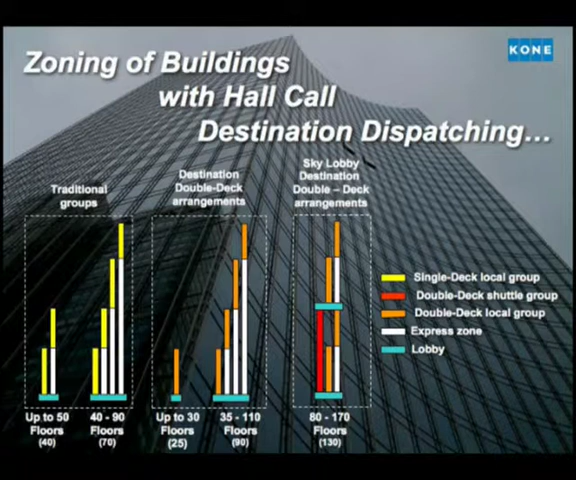 KONE
Zoning of Buildings
with Hall Call
Destination Dispatching...
Traditional
groups
Destination
Double-Deck
arrangements
Sky Lobby
Destination
Double – Deck
arrangements
Single-Deck local group
Double-Deck shuttle group
Double-Deck local group
Express zone
Lobby
Up to 50
Floors
(40)
40 - 90
Floors
(70)
Up to 30
Floors
(25)
35 - 110
Floors
(90)
80 - 170
Floors
(130)